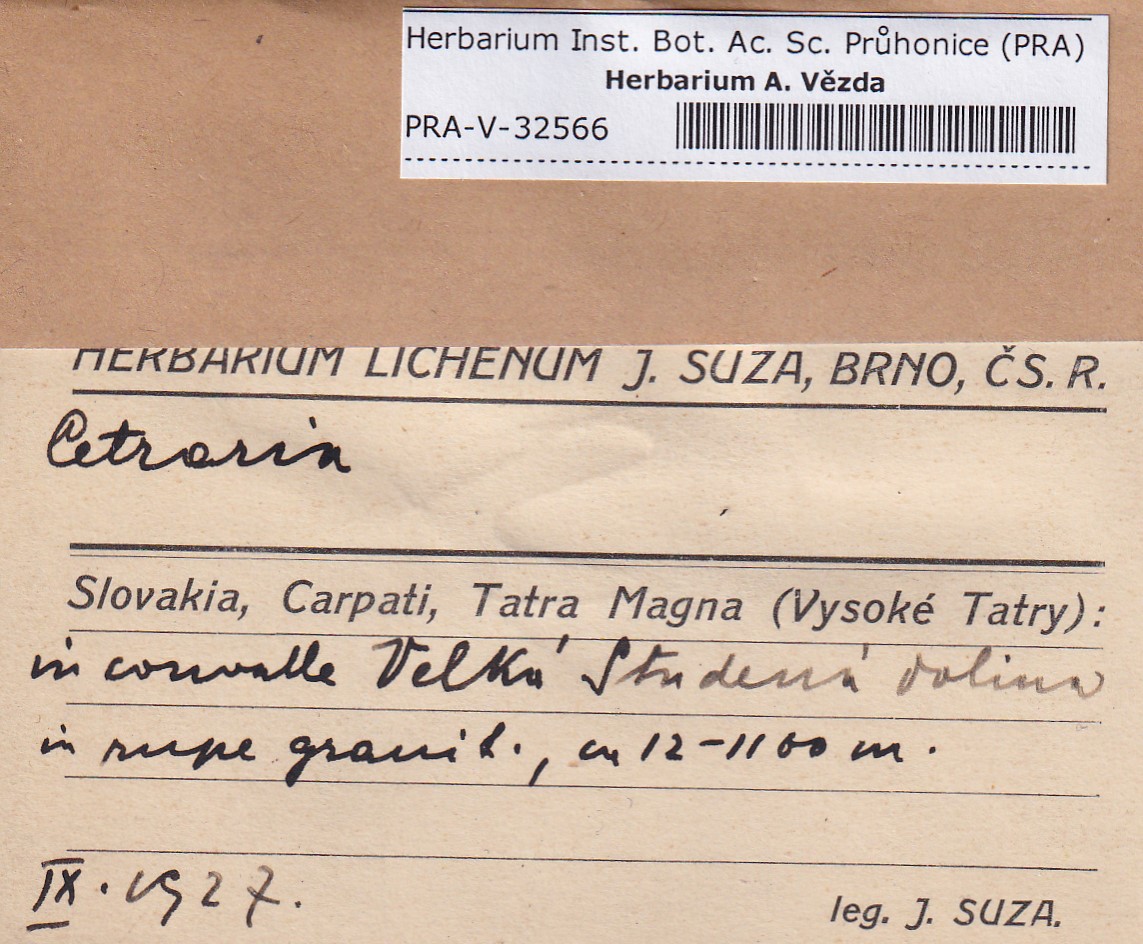 Herbarium Inst. Bot. Ac. Sc. Průhonice (PRA)
Herbarium A. Vězda
PRA-V-32566
HERBARIUM LICHENUM J. SUZA, BRNO, ČS. R.
Cetraria
Slovakia, Carpati, Tatra Magna (Vysoké Tatry):
in convalle Velká Studená dolina
in rupe granit., ca 12-1100 m.
IX. 1927.
leg. J. SUZA.